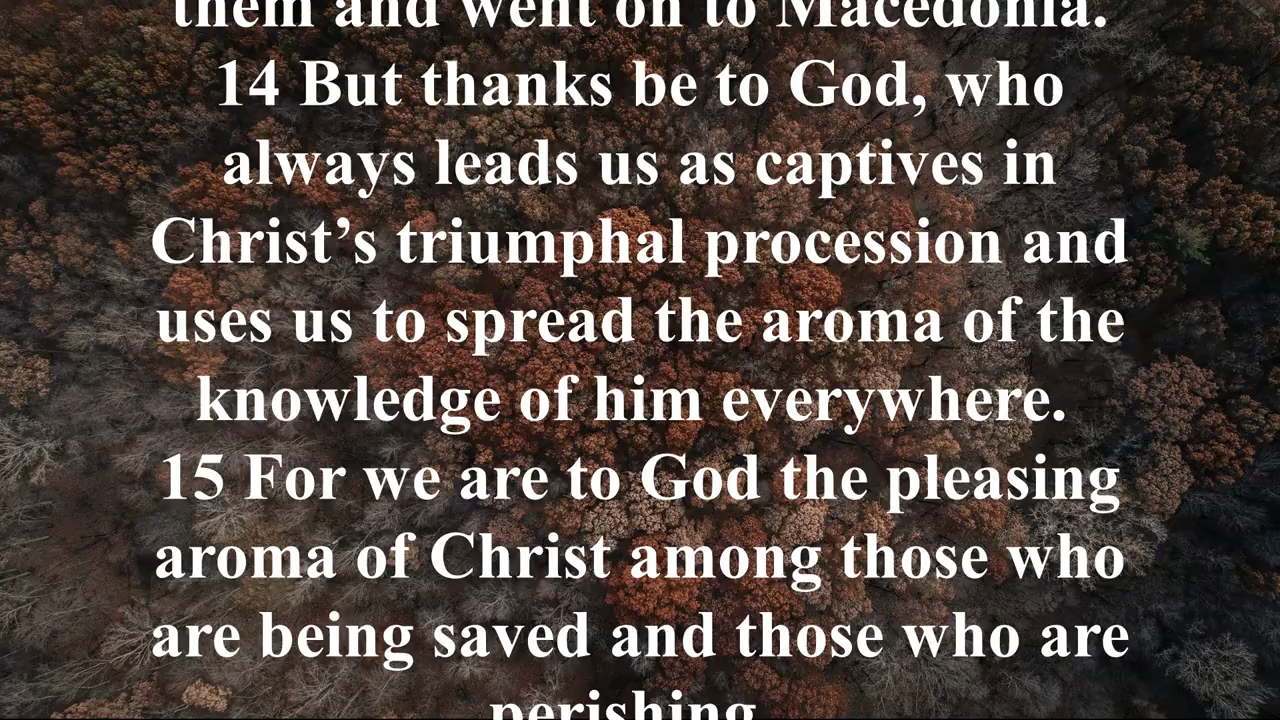 them and went on to Macedonia.
14 But thanks be to God, who
always leads us as captives in
Christ’s triumphal procession and
uses us to spread the aroma of the
knowledge of him everywhere.
15 For we are to God the pleasing
aroma of Christ among those who
are being saved and those who are
perishing